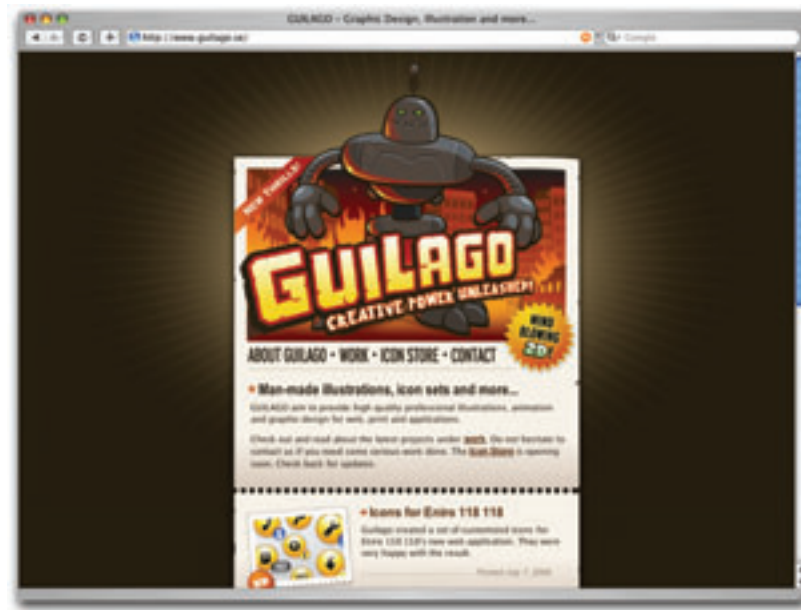 GUILAGO - Graphic Design, Illustration and more...
http://www.guilago.se/
Google
NEW THRILLS!
GUILAGO
CREATIVE POWER UNLEASHED!
MIND
BLOWING
2D!
ABOUT GUILAGO • WORK • ICON STORE • CONTACT
Man-made illustrations, icon sets and more...
GUILAGO aim to provide high quality professional illustrations, animation
and graphic design for web, print and applications.
Check out and read about the latest projects under work. Do not hesitate to
contact us if you need some serious work done. The Icon Store is opening
soon. Check back for updates.
Icons for Eniro 118 118
Guilago created a set of customized icons for
Eniro 118 118's new web application. They were
very happy with the result.